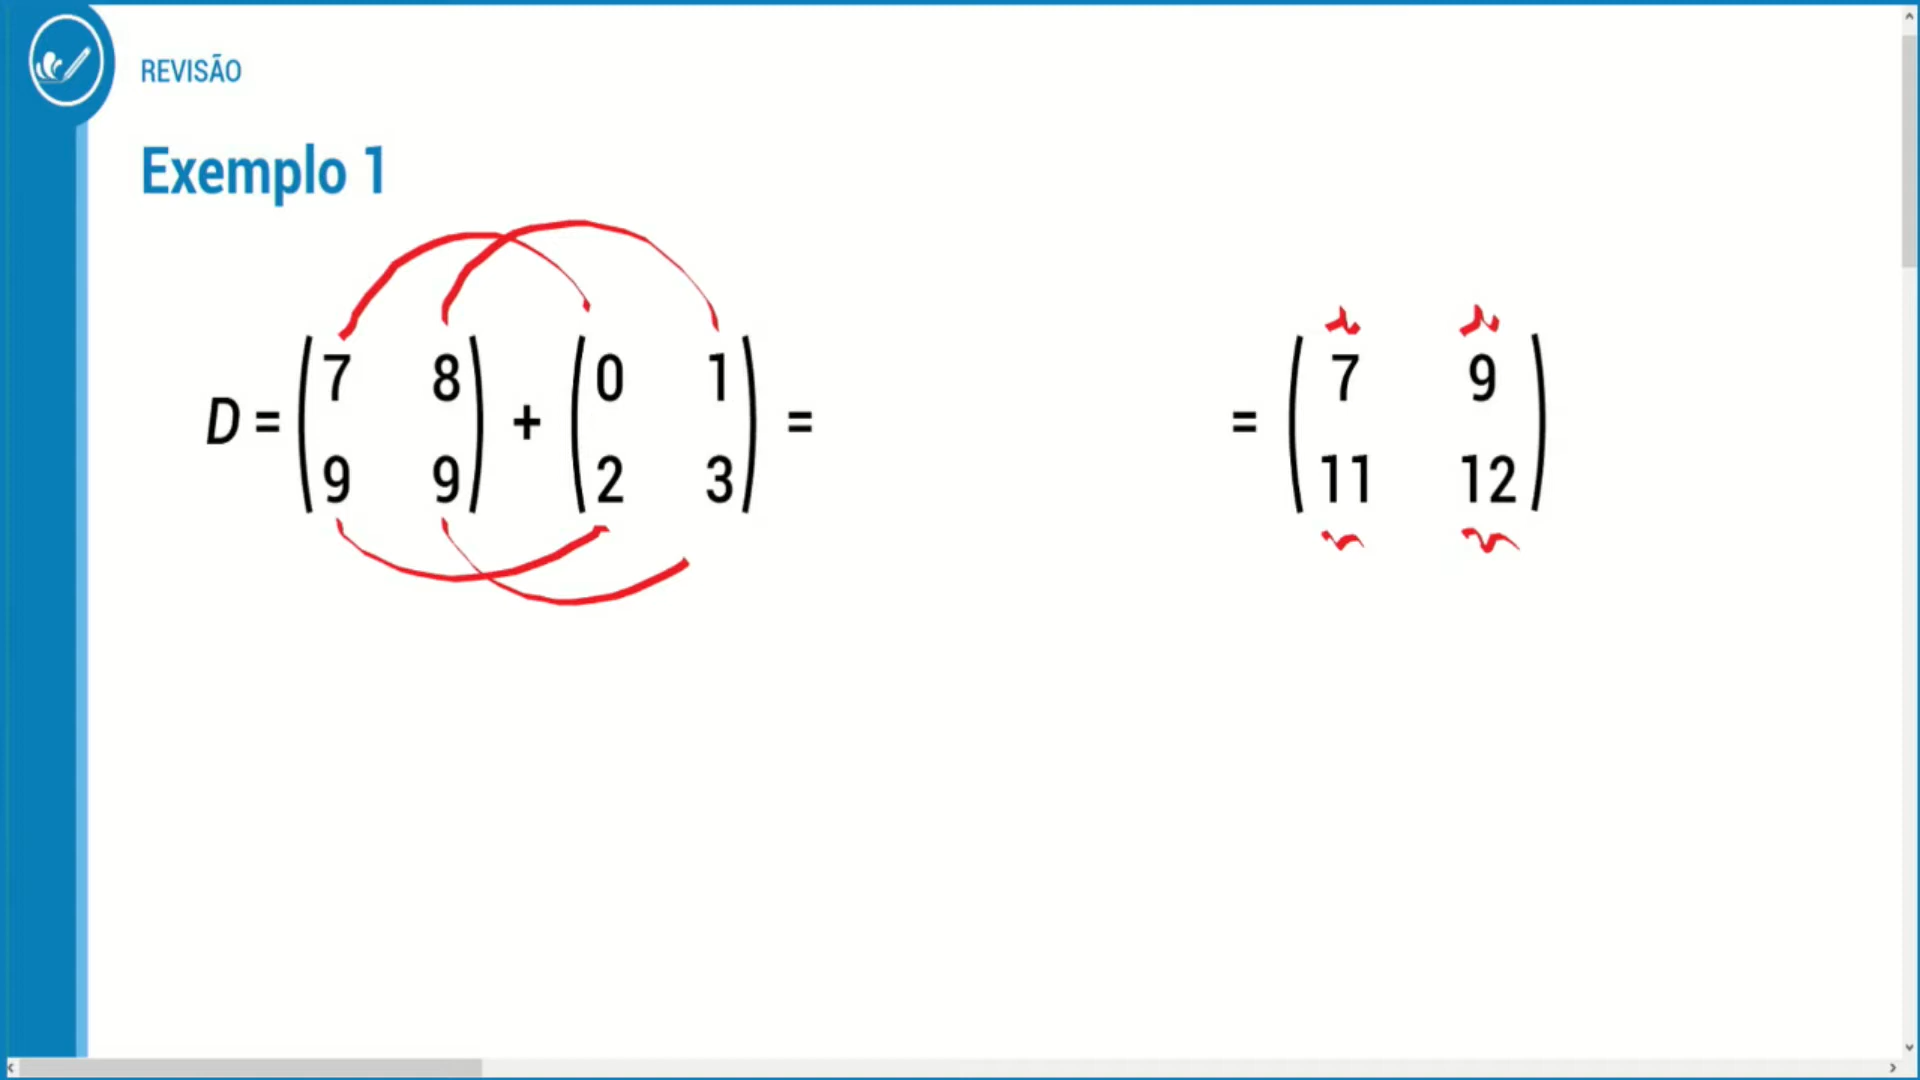 REVISÃO
Exemplo 1
D = (7 8) + (0 1) = = (7 9)
(9 9) (2 3) (11 12)